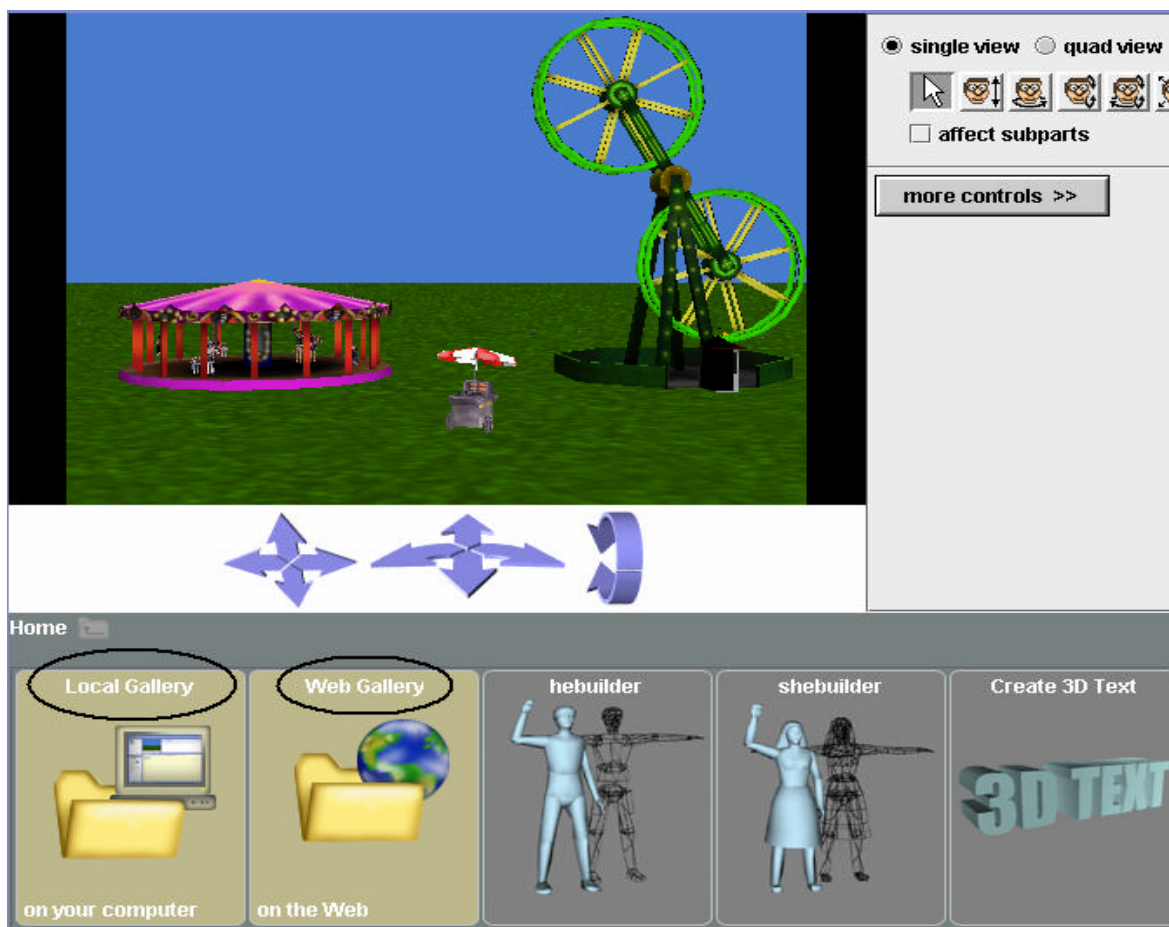 single view quad view
affect subparts
more controls >>
Home
Local Gallery Web Gallery hebuilder shebuilder Create 3D Text
3D TEXT
on your computer on the Web